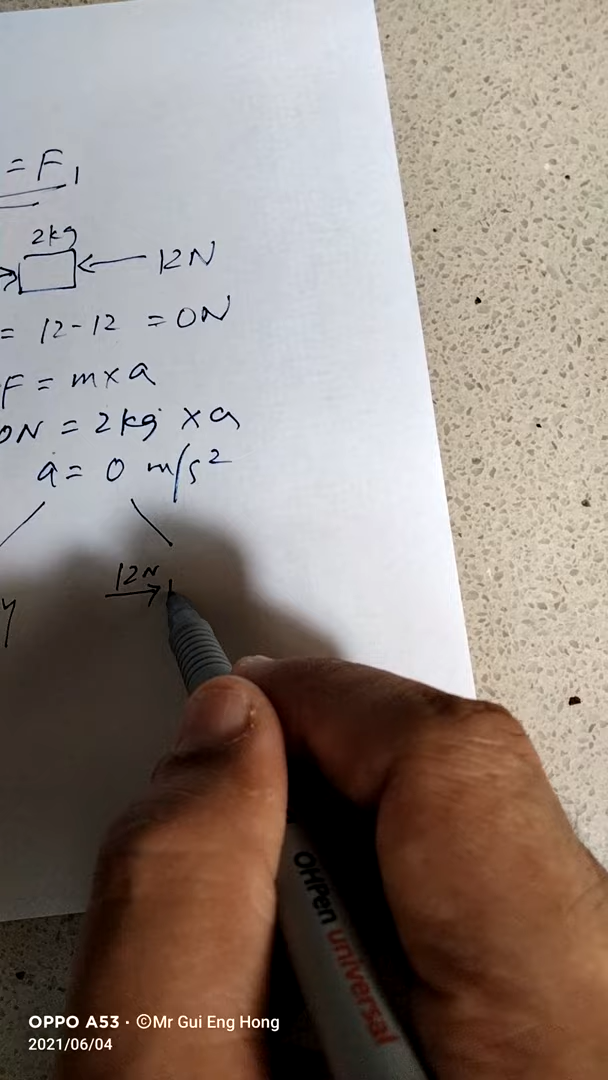 = F1
2kg
12N
= 12-12 = 0N
F = m x a
0N = 2kg x a
a = 0 m/s²
12N
y
OHPen universal
OPPO A53 · ©Mr Gui Eng Hong
2021/06/04